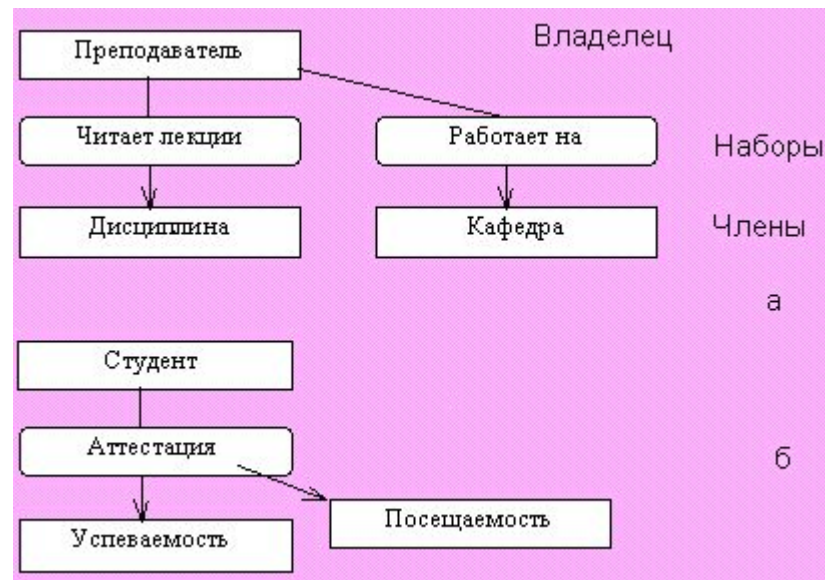 Владелец
Преподаватель
Читает лекции
Работает на
Наборы
Дисциплина
Кафедра
Члены
а
Студент
Аттестация
б
Посещаемость
Успеваемость